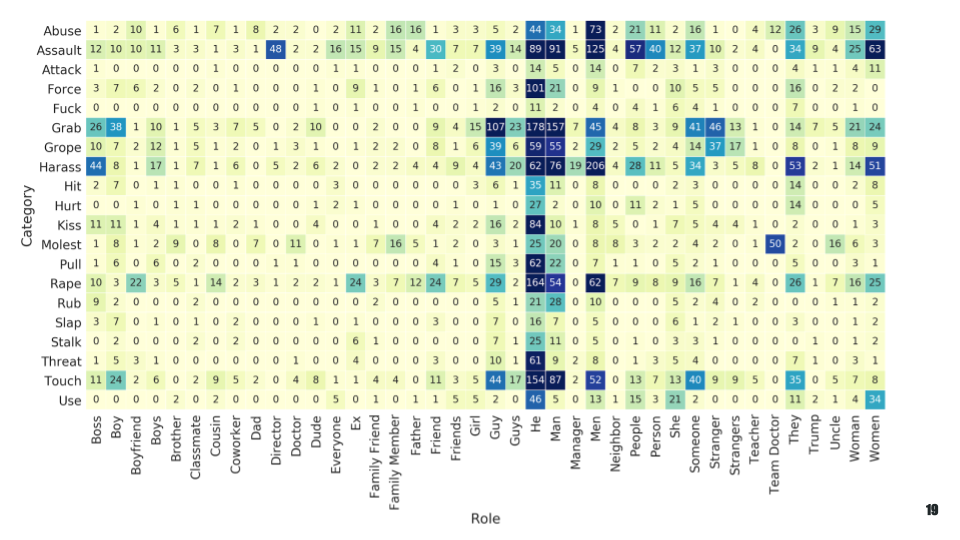 Abuse 1 2 10 1 6 1 7 1 8 2 2 0 2 11 2 16 16 1 3 3 5 2 44 34 1 73 2 21 11 2 16 1 0 4 12 26 3 9 15 29
Assault 12 10 10 11 3 3 1 3 1 48 2 2 16 15 9 15 4 30 7 7 39 14 89 91 5 125 4 57 40 12 37 10 2 4 0 34 9 4 25 63
Attack 1 0 0 0 0 0 1 0 0 0 0 0 1 1 0 0 0 1 2 0 3 0 14 5 0 14 0 7 2 3 1 3 0 0 0 4 1 1 4 11
Force 3 7 6 2 0 2 0 1 0 0 0 1 0 9 1 0 1 6 0 1 16 3 101 21 0 9 1 0 0 10 5 5 0 0 0 16 0 2 2 0
Fuck 0 0 0 0 0 0 0 0 0 0 0 1 0 1 0 0 1 0 0 1 2 0 11 2 0 4 0 4 1 6 4 1 0 0 0 7 0 0 1 0
Grab 26 38 1 10 1 5 3 7 5 0 2 10 0 0 2 0 0 9 4 15 107 23 178 157 7 45 4 8 3 9 41 46 13 1 0 14 7 5 21 24
Grope 9 7 2 12 1 5 1 2 0 1 3 1 0 2 0 1 0 8 1 6 39 6 59 55 2 29 2 5 2 4 14 37 17 1 0 8 0 1 8 9
Harass 44 8 1 17 1 7 1 6 0 5 2 6 2 0 2 2 4 4 9 4 43 20 62 76 19 206 4 28 11 5 34 3 5 8 0 53 2 1 14 51
Hit 2 7 0 1 1 0 0 1 0 0 0 0 3 0 0 0 0 0 0 3 6 1 35 11 0 8 0 0 0 2 3 0 0 0 0 14 0 0 2 8
Hurt 0 0 1 0 1 1 0 0 0 0 0 1 2 1 0 0 0 0 1 0 1 0 27 2 0 10 0 11 2 1 5 0 0 0 0 14 0 0 0 5
Kiss 11 11 1 4 1 1 1 2 1 0 0 4 0 0 1 0 0 4 2 2 16 2 84 10 1 8 5 0 1 7 5 4 4 1 0 2 0 0 1 3
Molest 1 8 1 2 9 0 8 0 7 0 11 0 1 1 7 16 5 1 2 0 3 1 25 20 0 8 8 3 2 2 4 2 0 1 50 2 0 16 6 3
Pull 1 6 0 6 0 2 0 0 0 1 1 0 0 0 0 0 0 4 1 0 15 3 62 22 0 7 1 1 0 5 2 1 0 0 0 5 0 0 3 1
Rape 9 3 22 3 5 1 14 2 3 1 2 2 1 24 3 7 12 24 7 5 29 2 164 54 0 62 7 9 8 9 16 7 1 4 0 26 1 7 16 25
Rub 9 2 0 0 0 2 0 0 0 0 0 0 0 0 2 0 0 0 0 0 5 1 21 28 0 10 0 0 0 5 2 4 0 2 0 0 0 1 1 2
Slap 3 7 0 1 0 1 0 2 0 0 0 1 0 1 0 0 0 3 0 0 7 0 16 7 0 5 0 0 0 6 1 2 1 0 0 3 0 0 1 2
Stalk 0 2 0 0 0 2 0 2 0 0 0 0 0 6 1 0 0 0 0 0 7 1 25 11 0 5 0 1 0 3 3 1 0 0 0 1 0 0 1 2
Threat 1 5 3 1 0 0 0 0 0 0 1 0 0 4 0 0 0 3 0 0 10 1 61 9 2 8 0 1 3 5 4 0 0 0 0 7 1 0 3 1
Touch 11 24 2 6 0 2 9 5 2 0 4 8 1 1 4 4 0 11 3 5 44 17 154 87 2 52 0 13 7 13 40 9 9 5 0 35 0 5 7 8
Use 0 0 0 0 2 0 2 0 0 0 0 0 5 0 1 0 1 1 5 5 2 0 46 5 0 13 1 15 3 21 2 0 0 0 0 11 2 1 4 34
Category
Boss Boy Boyfriend Boys Brother Classmate Cousin Coworker Dad Director Doctor Dude Everyone Ex Family Friend Family Member Father Friend Friends Girl Guy Guys He Man Manager Men Neighbor People Person She Someone Stranger Strangers Teacher Team Doctor They Trump Uncle Woman Women
Role
19